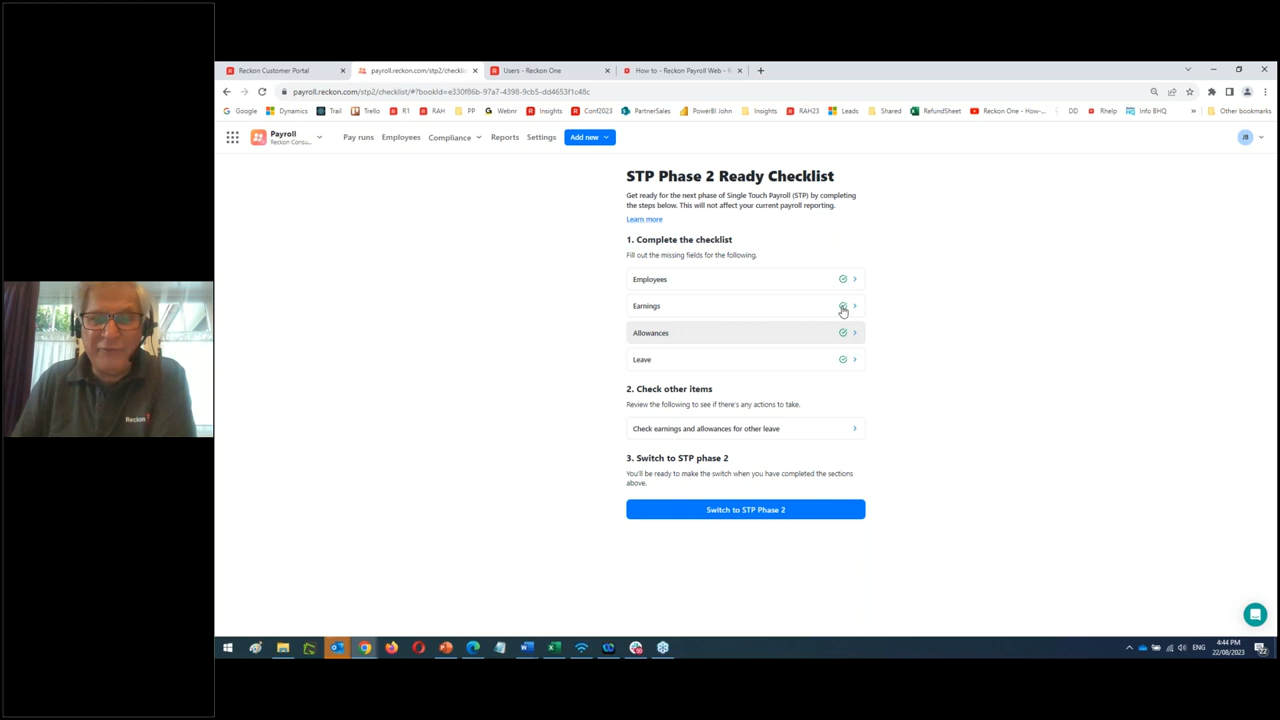 Reckon Customer Portal
payroll.reckon.com/stp2/checklis
Users - Reckon One
How to - Reckon Payroll Web - R
payroll.reckon.com/stp2/checklist/#?bookId=e330f86b-97a7-4398-9cb5-dd4653f1c48c
Google Dynamics Trail Trello R1 RAH PP Webnr Insights Conf2023 PartnerSales PowerBI John Insights RAH23 Leads Shared RefundSheet Reckon One - How-... DD Rhelp Info BHQ » Other bookmarks
Payroll
Reckon Consu...
Pay runs Employees Compliance Reports Settings Add new
JB
STP Phase 2 Ready Checklist
Get ready for the next phase of Single Touch Payroll (STP) by completing
the steps below. This will not affect your current payroll reporting.
Learn more
1. Complete the checklist
Fill out the missing fields for the following.
Employees
Earnings
Allowances
Leave
2. Check other items
Review the following to see if there's any actions to take.
Check earnings and allowances for other leave
3. Switch to STP phase 2
You'll be ready to make the switch when you have completed the sections
above.
Switch to STP Phase 2
Reckon
ENG
4:44 PM
22/08/2023
22